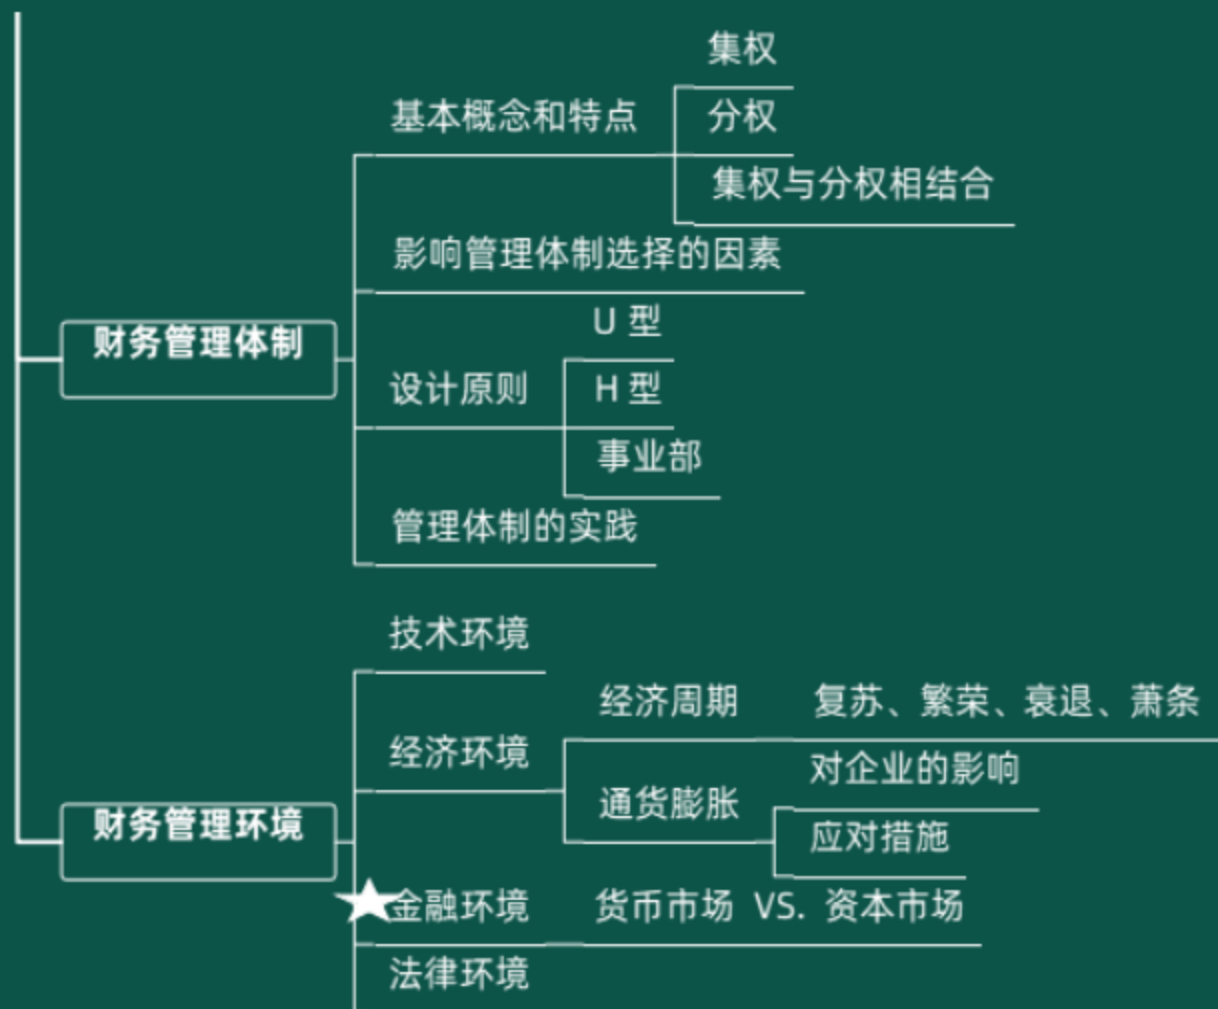 集权
基本概念和特点
分权
集权与分权相结合
影响管理体制选择的因素
U 型
财务管理体制
设计原则
H 型
事业部
管理体制的实践
技术环境
经济周期 复苏、繁荣、衰退、萧条
经济环境
对企业的影响
通货膨胀
财务管理环境
应对措施
金融环境 货币市场 VS. 资本市场
法律环境